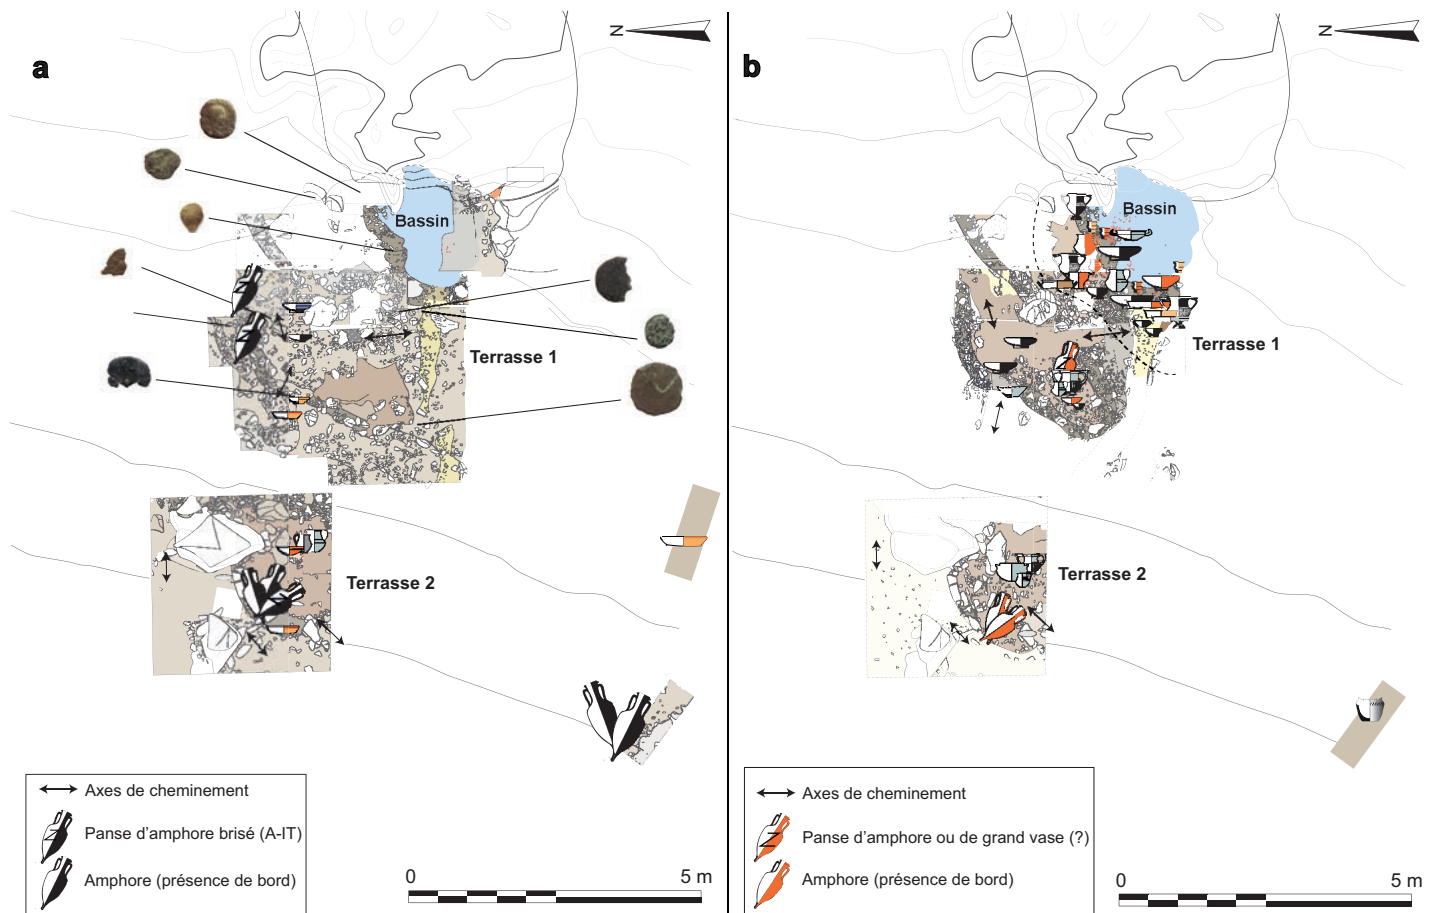 a
N
Bassin
Terrasse 1
Terrasse 2
Axes de cheminement
Panse d'amphore brisé (A-IT)
Amphore (présence de bord)
0
5 m
b
N
Bassin
Terrasse 1
Terrasse 2
Axes de cheminement
Panse d'amphore ou de grand vase (?)
Amphore (présence de bord)
0
5 m